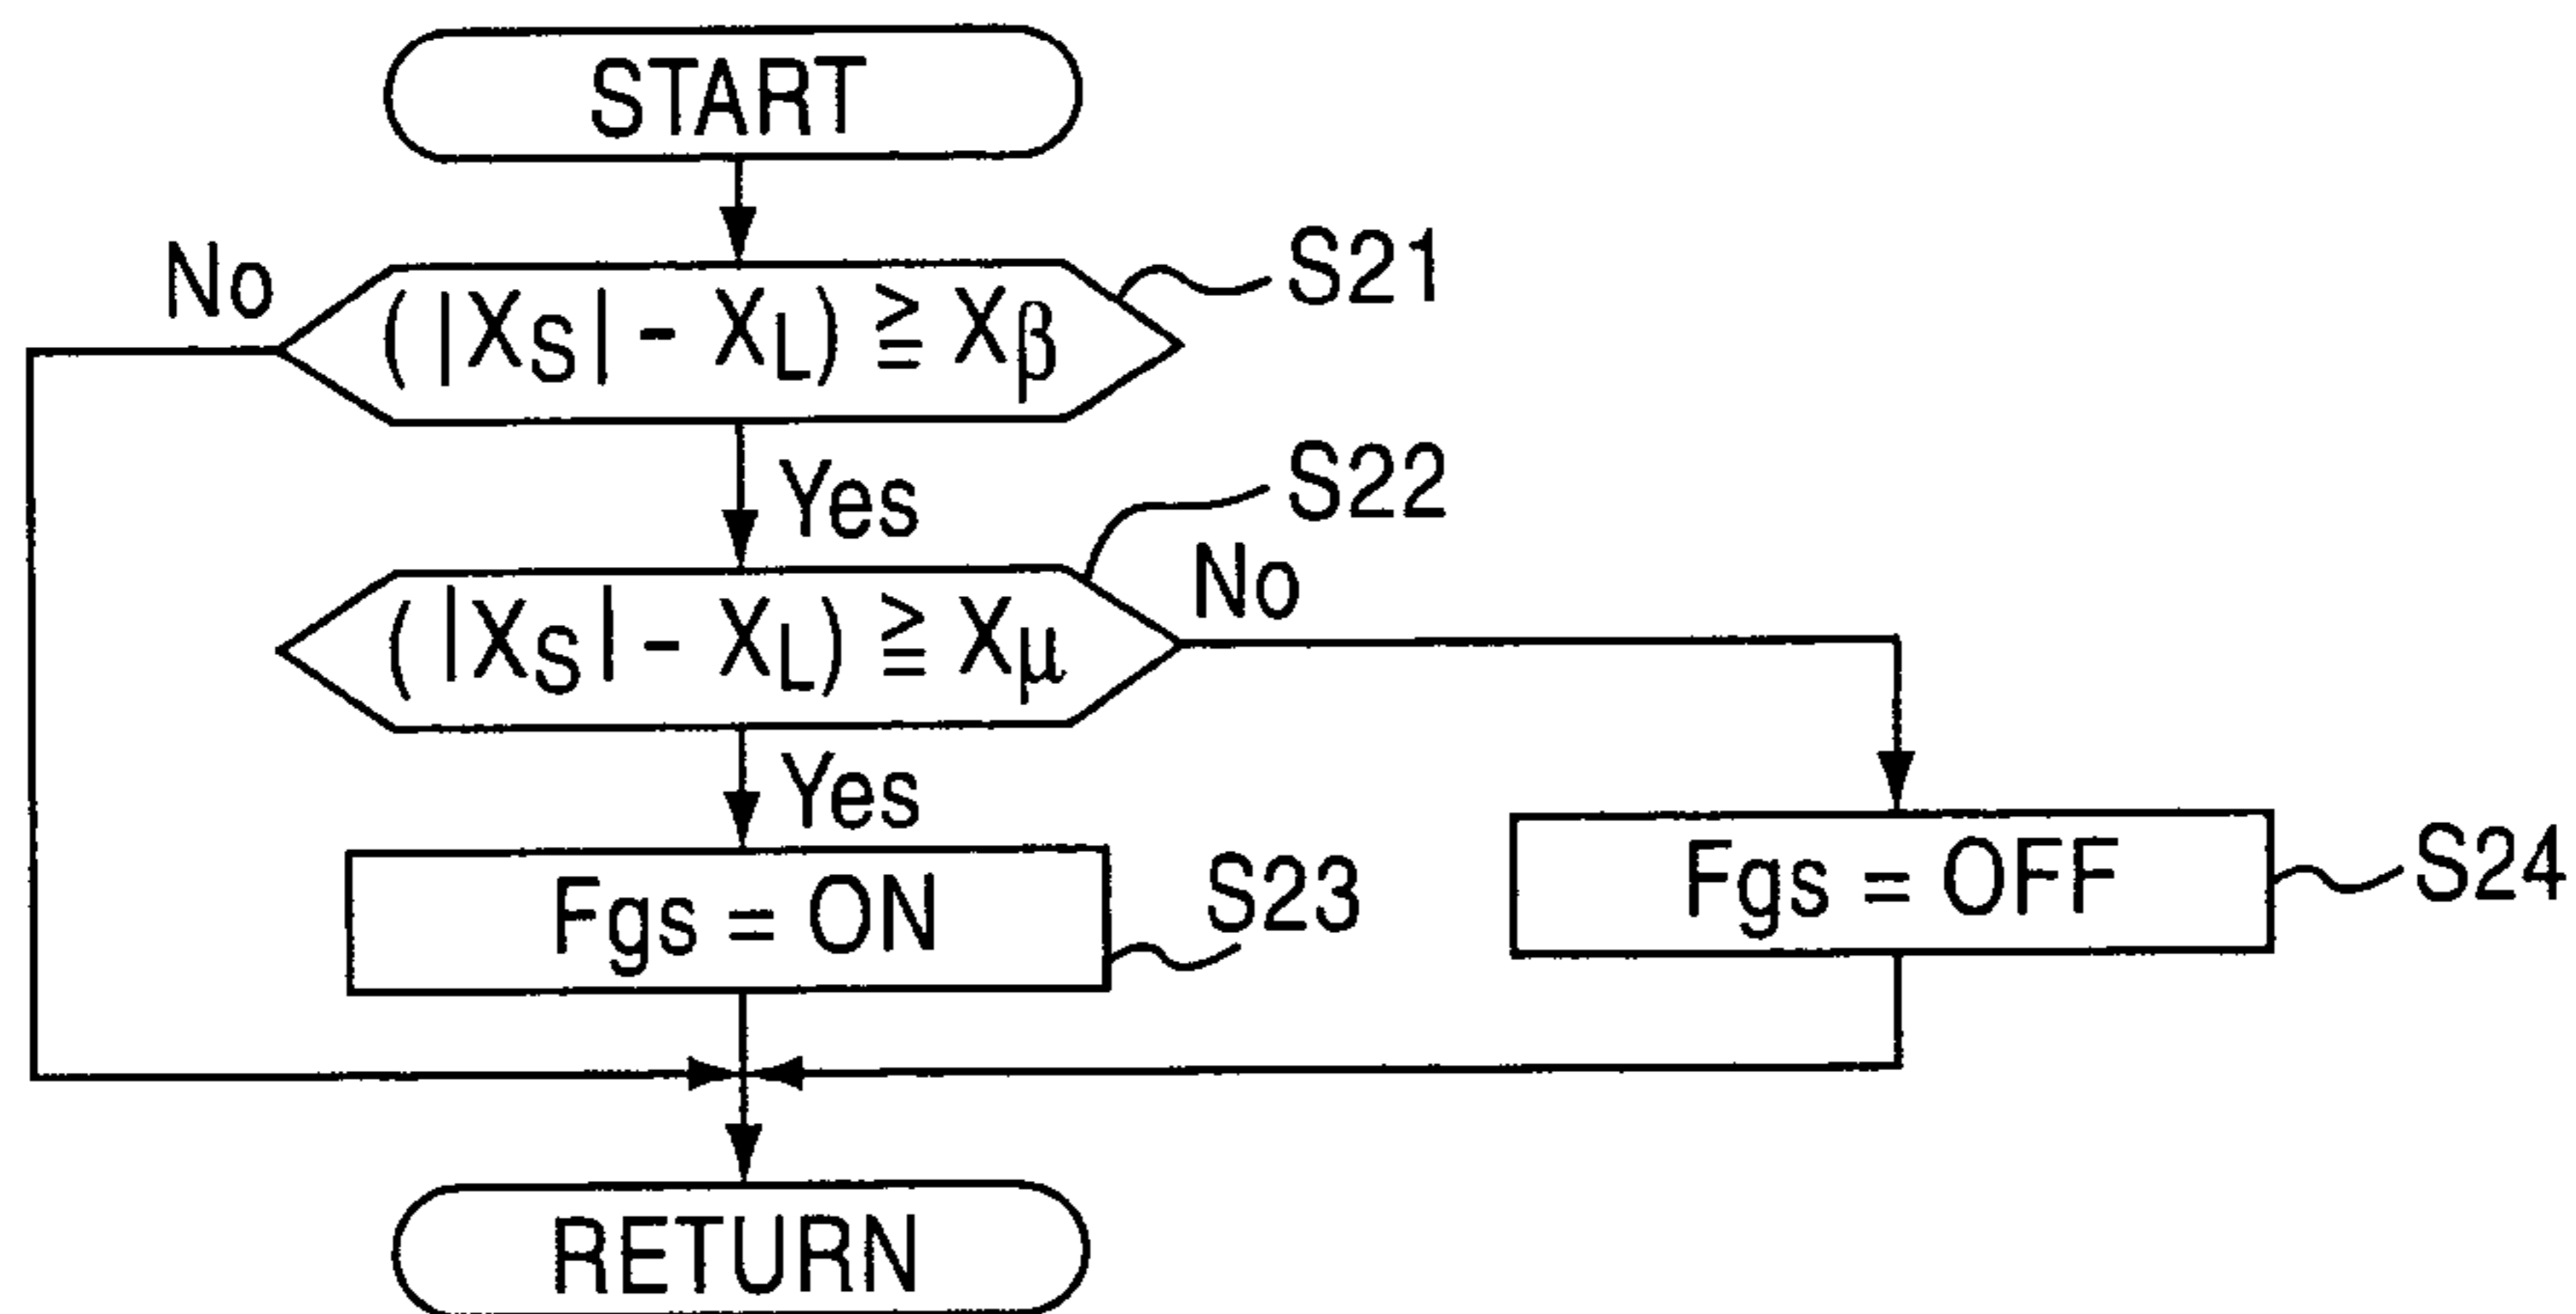 START
No
(|XS| - XL) ≧ Xβ
S21
Yes
S22
(|XS| - XL) ≧ Xμ
No
Yes
Fgs = ON
S23
Fgs = OFF
S24
RETURN